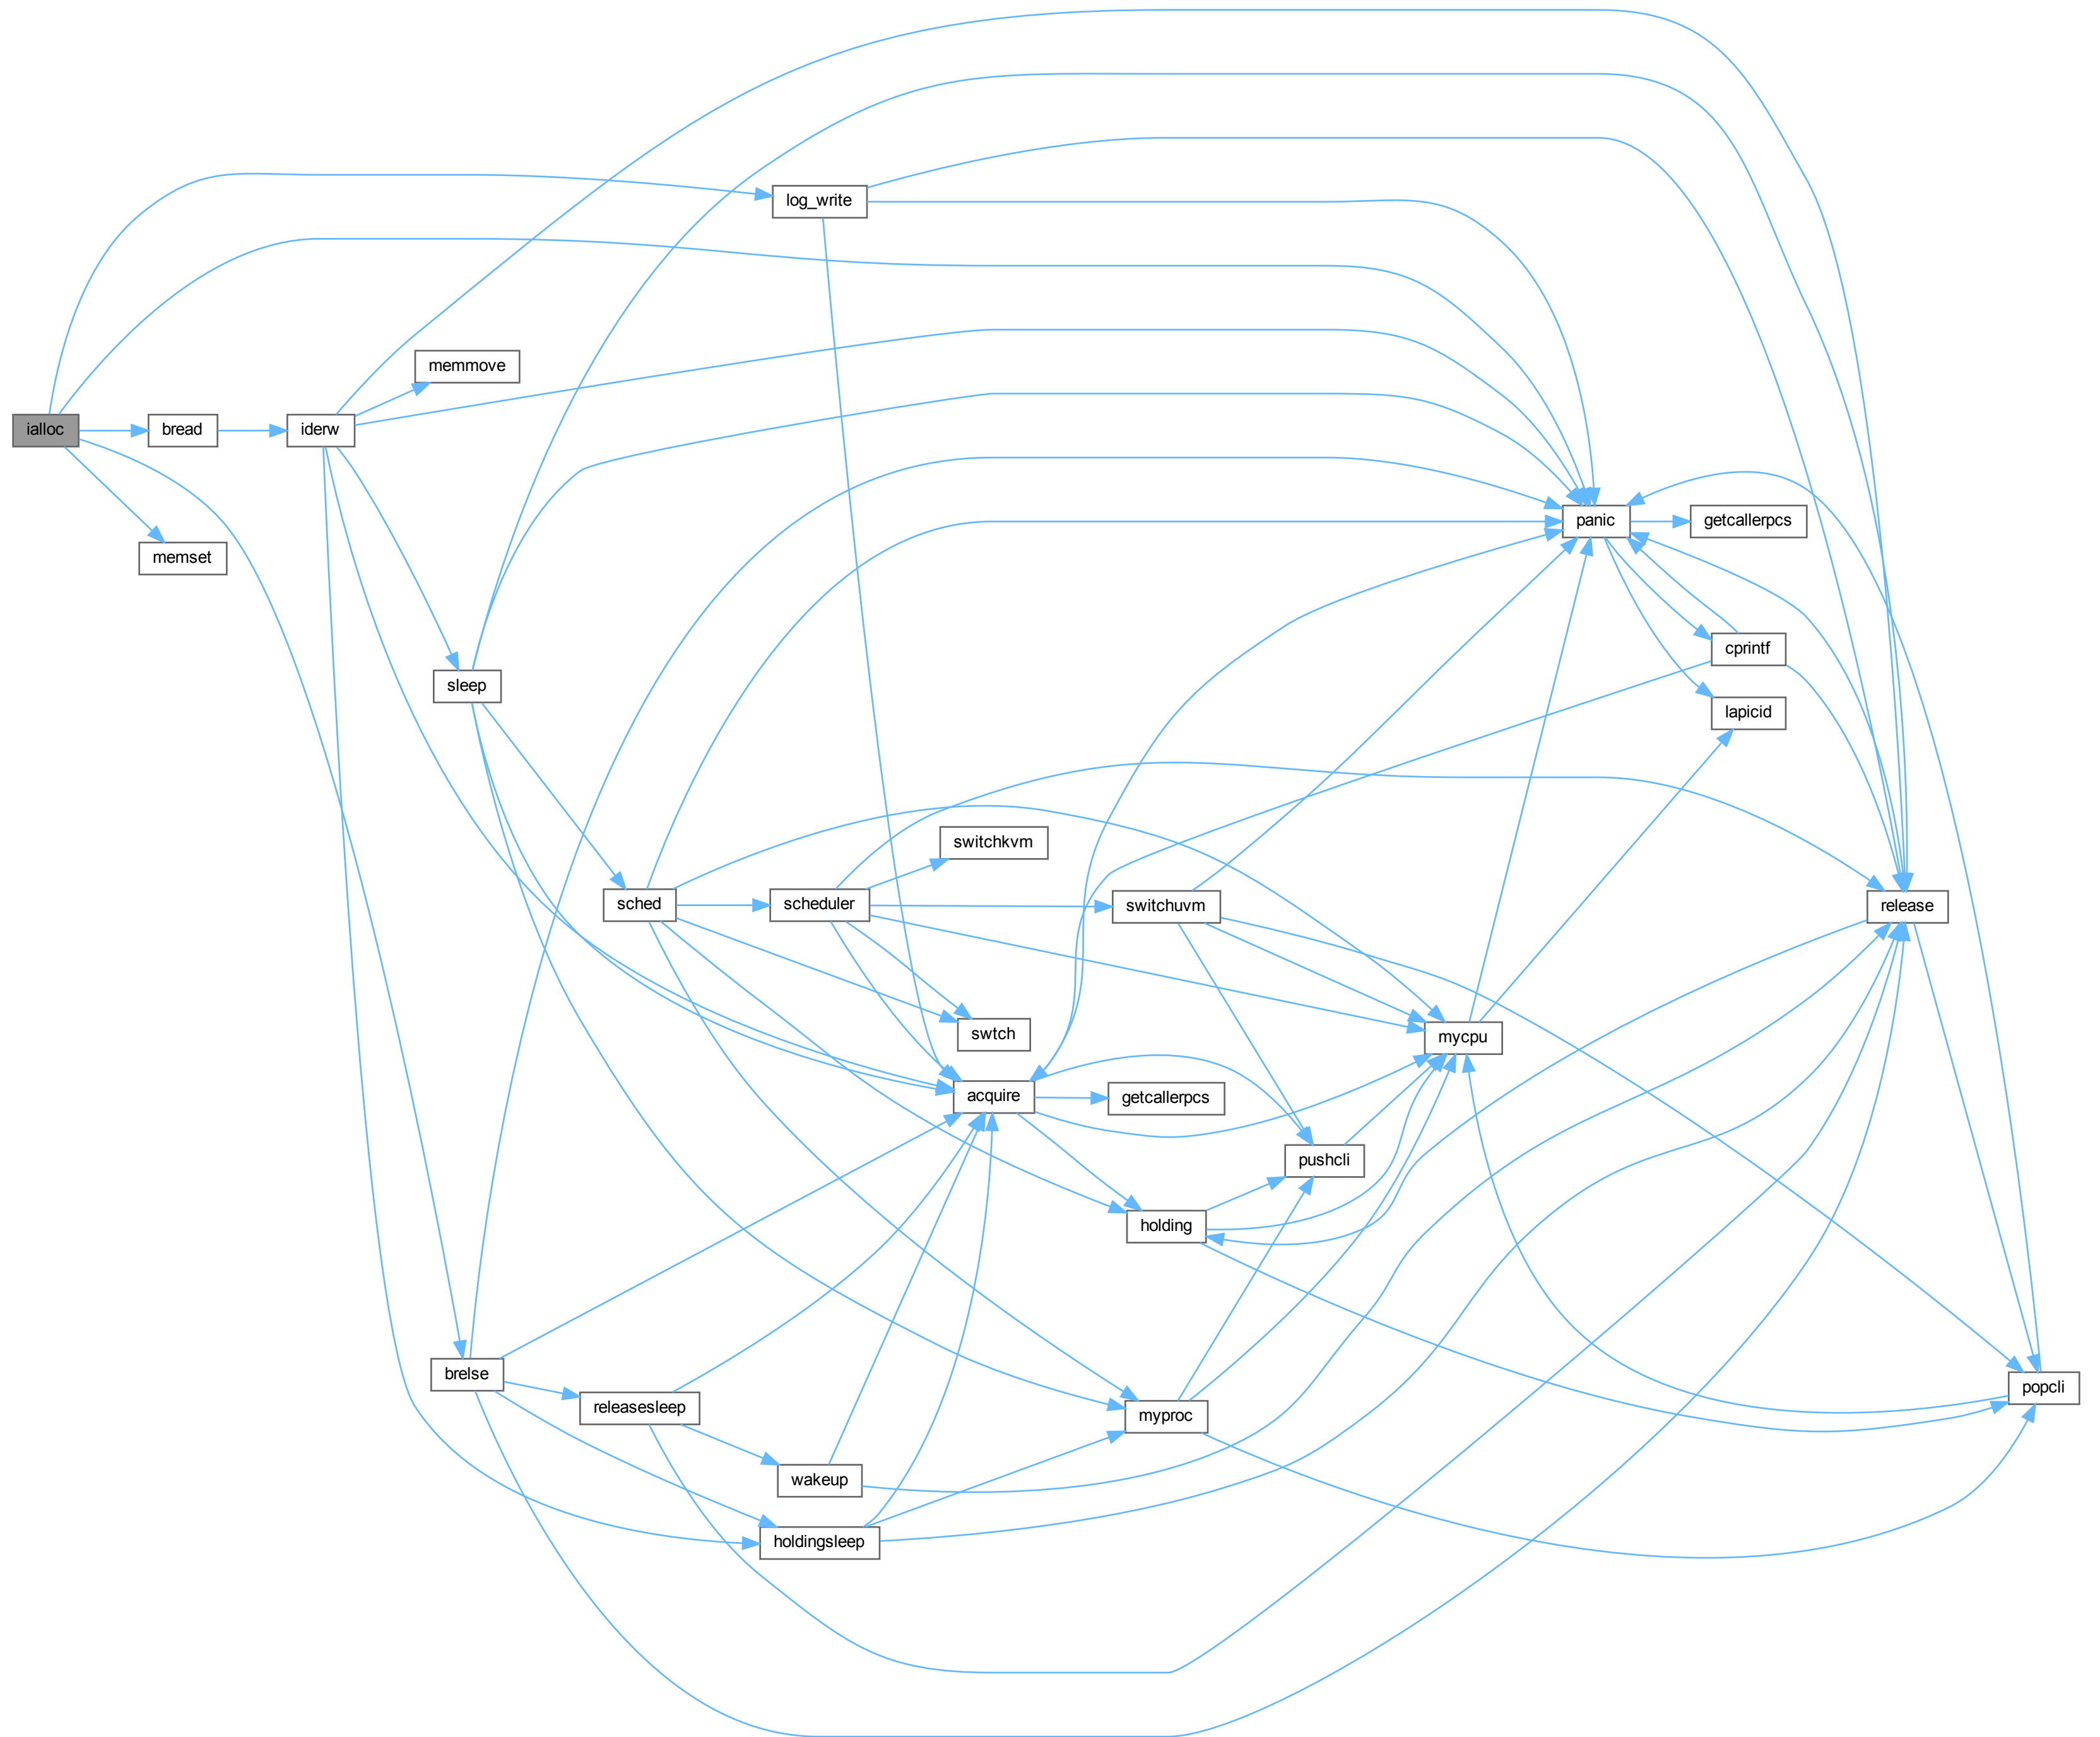 log_write
memmove
ialloc
bread
iderw
panic
getcallerpcs
memset
cprintf
sleep
lapicid
switchkvm
sched
scheduler
switchuvm
release
swtch
mycpu
acquire
getcallerpcs
pushcli
holding
brelse
popcli
releasesleep
myproc
wakeup
holdingsleep